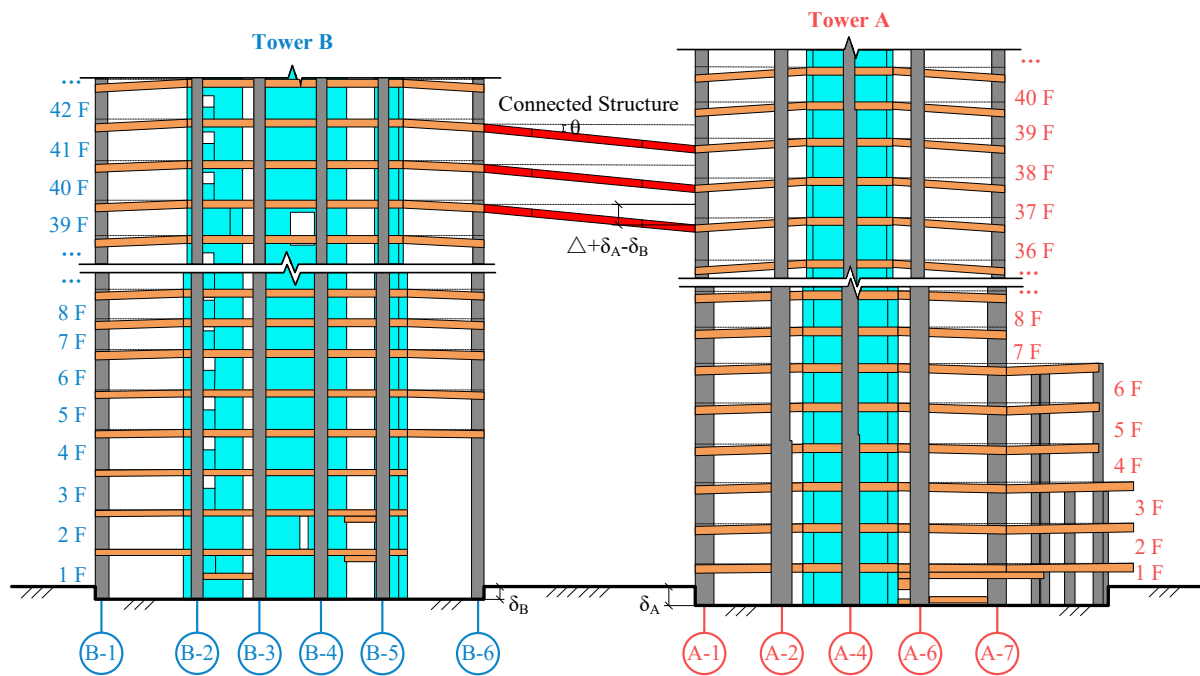 Tower B
Tower A
...
42 F
41 F
40 F
39 F
...
...
8 F
7 F
6 F
5 F
4 F
3 F
2 F
1 F
Connected Structure
θ
△+δA-δB
...
40 F
39 F
38 F
37 F
36 F
...
...
8 F
7 F
6 F
5 F
4 F
3 F
2 F
1 F
δB
δA
B-1 B-2 B-3 B-4 B-5 B-6
A-1 A-2 A-4 A-6 A-7